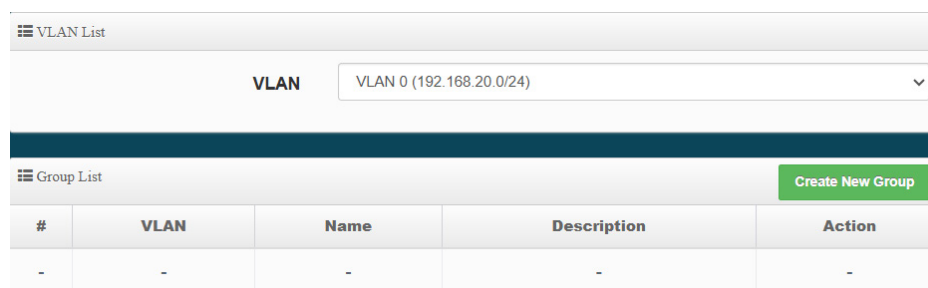 VLAN List
VLAN VLAN 0 (192.168.20.0/24)
Group List Create New Group
# VLAN Name Description Action
- - - - -